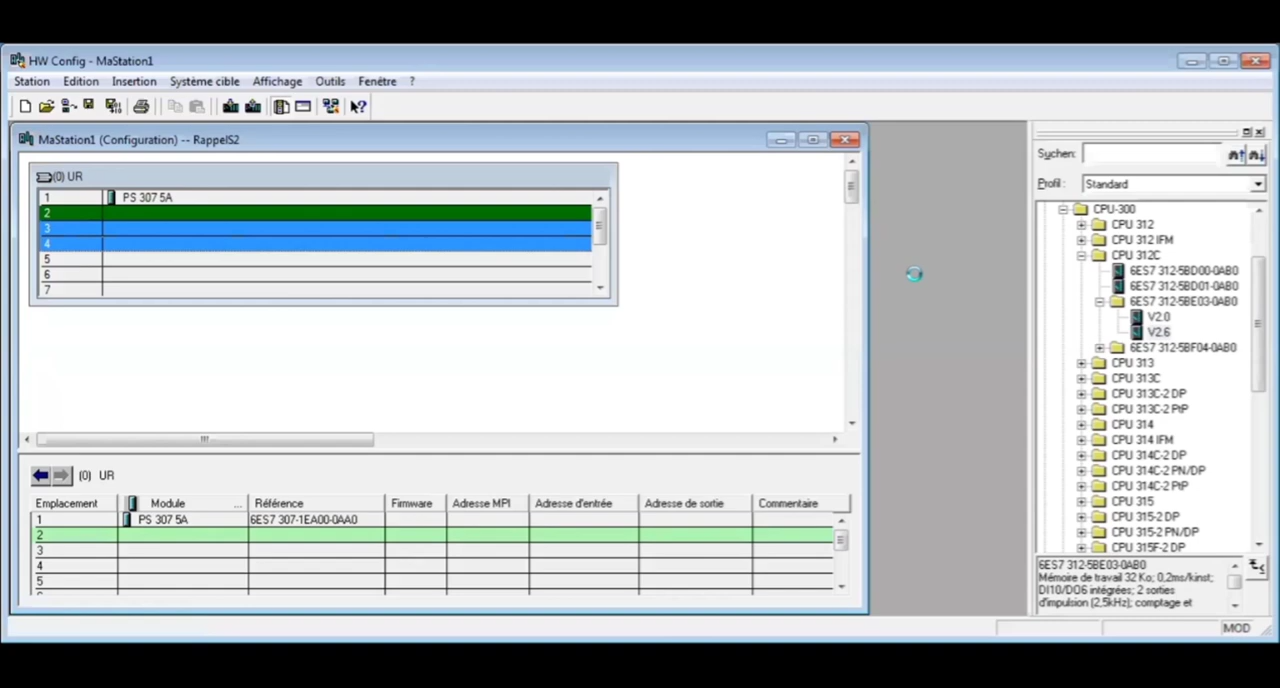 HW Config - MaStation1
Station Edition Insertion Système cible Affichage Outils Fenêtre ?
MaStation1 (Configuration) -- RappelS2
(0) UR
1 PS 307 5A
2
3
4
5
6
7
(0) UR
Emplacement Module ... Référence Firmware Adresse MPI Adresse d'entrée Adresse de sortie Commentaire
1 PS 307 5A 6ES7 307-1EA00-0AA0
2
3
4
5
Suchen:
Profil : Standard
CPU-300
CPU 312
CPU 312 IFM
CPU 312C
6ES7 312-5BD00-0AB0
6ES7 312-5BD01-0AB0
6ES7 312-5BE03-0AB0
V2.0
V2.6
6ES7 312-5BF04-0AB0
CPU 313
CPU 313C
CPU 313C-2 DP
CPU 313C-2 PtP
CPU 314
CPU 314 IFM
CPU 314C-2 DP
CPU 314C-2 PN/DP
CPU 314C-2 PtP
CPU 315
CPU 315-2 DP
CPU 315-2 PN/DP
CPU 315F-2 DP
6ES7 312-5BE03-0AB0
Mémoire de travail 32 Ko; 0,2ms/kinst;
DI10/DO6 intégrées; 2 sorties
d'impulsion (2,5kHz); comptage et
MOD